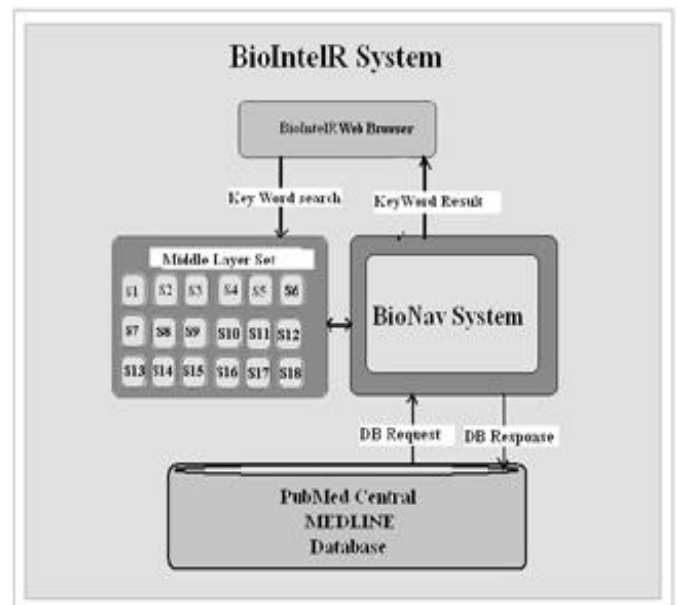 BioIntelR System
BioIntelR Web Browser
Key Word search
KeyWord Result
Middle Layer Set
S1 S2 S3 S4 S5 S6
S7 S8 S9 S10 S11 S12
S13 S14 S15 S16 S17 S18
BioNav System
DB Request
DB Response
PubMed Central
MEDLINE
Database